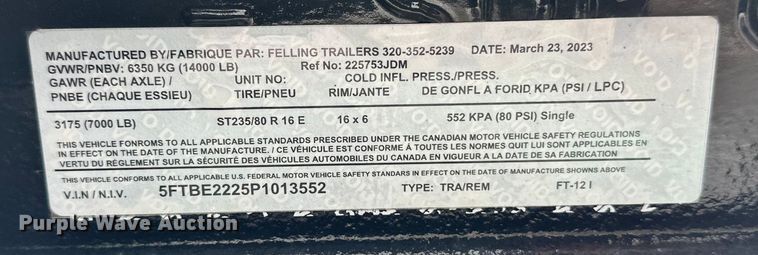 MANUFACTURED BY/FABRIQUE PAR: FELLING TRAILERS 320-352-5239 DATE: March 23, 2023
GVWR/PNBV: 6350 KG (14000 LB) Ref No: 225753JDM
GAWR (EACH AXLE) / UNIT NO: COLD INFL. PRESS./PRESS.
PNBE (CHAQUE ESSIEU) TIRE/PNEU RIM/JANTE DE GONFL A FORID KPA (PSI / LPC)
3175 (7000 LB) ST235/80 R 16 E 16 x 6 552 KPA (80 PSI) Single
THIS VEHICLE FONROMS TO ALL APPLICABLE STANDARDS PRESCRIBED UNDER THE CANADIAN MOTOR VEHICLE SAFETY REGULATIONS
IN EFFECT ON THE DATE OF MANUFACTURE. / CE VÉHICULE EST CONFORME À TOUTES LES NORMES QUIT LUI SONT APPLICABLES EN
VERTU DU RÉGLEMENT SUR LA SÉCURITÉ DES VÉHICULES AUTOMOBILES DU CANADA EN VIGUEUR A LA DATE DE SA FABRICATION
THIS VEHICLE CONFORMS TO ALL APPLICABLE U.S. FEDERAL MOTOR VEHICLE SAFETY STANDARDS IN EFFECT ON THE DATE OF MANUFACTURE SHOWN ABOVE
V.I.N / N.I.V. 5FTBE2225P1013552 TYPE: TRA/REM FT-12 I
Purple Wave Auction